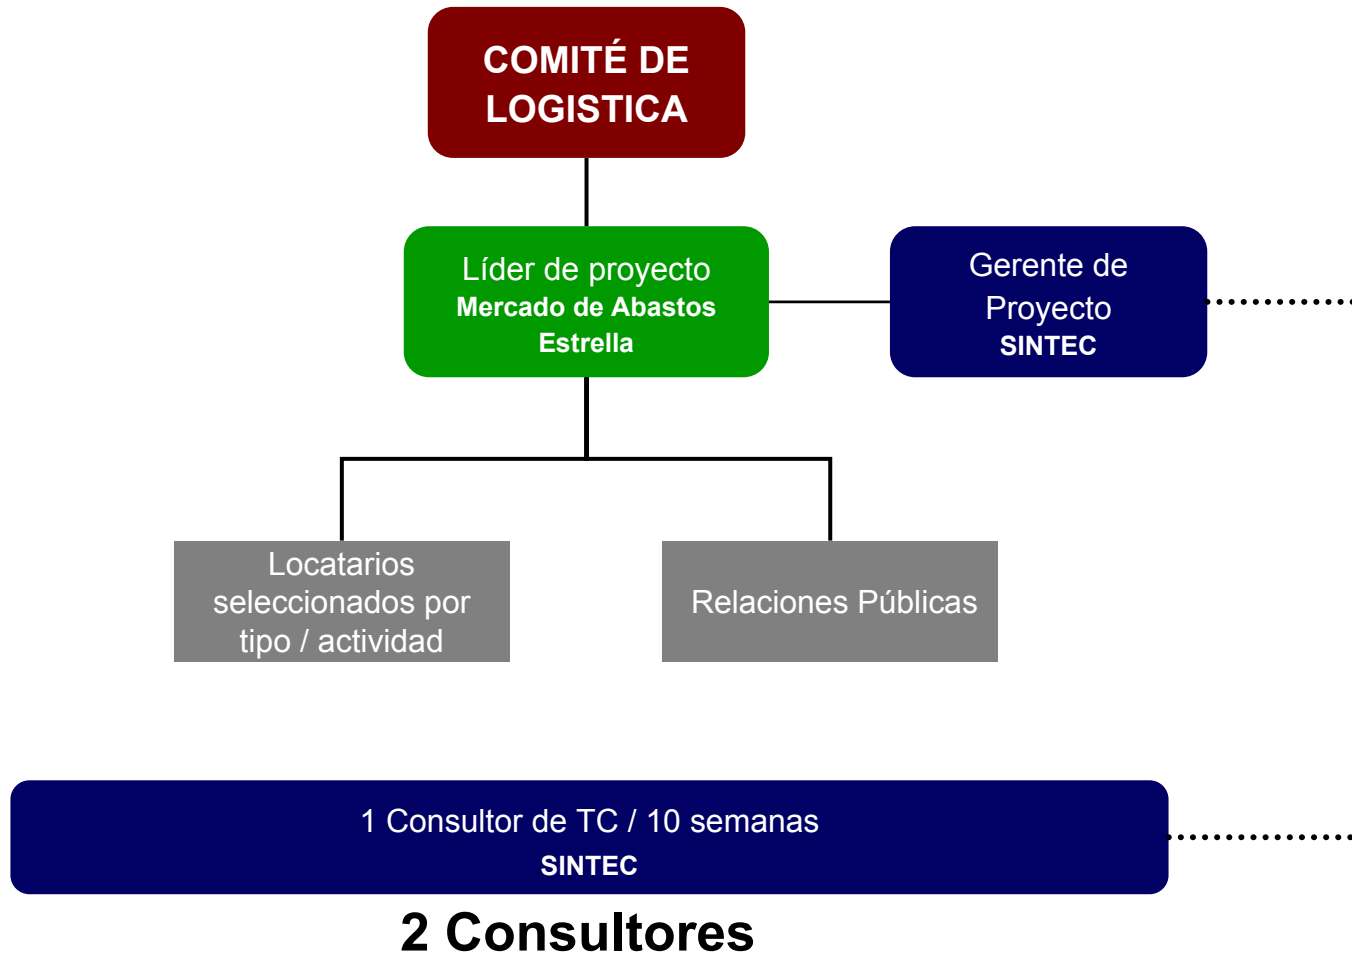 COMITÉ DE
LOGISTICA
Líder de proyecto
Mercado de Abastos
Estrella
Gerente de
Proyecto
SINTEC
Locatarios
seleccionados por
tipo / actividad
Relaciones Públicas
1 Consultor de TC / 10 semanas
SINTEC
2 Consultores